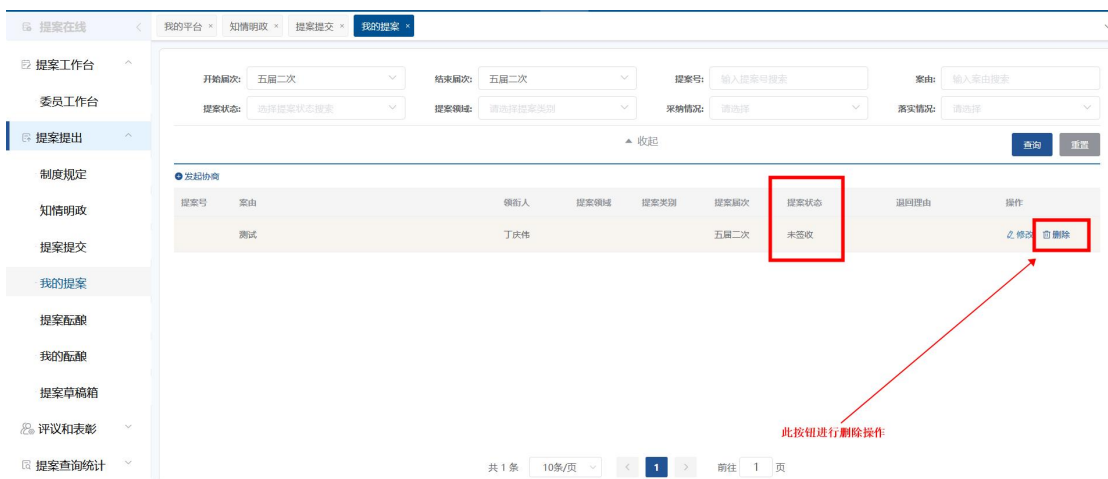 提案在线
我的平台 × 知情明政 × 提案提交 × 我的提案 ×
提案工作台
委员工作台
提案提出
制度规定
知情明政
提案提交
我的提案
提案酝酿
我的酝酿
提案草稿箱
评议和表彰
提案查询统计
开始届次: 五届二次 结束届次: 五届二次 提案号: 输入提案号搜索 案由: 输入案由搜索
提案状态: 选择提案状态搜索 提案领域: 请选择提案类别 采纳情况: 请选择 落实情况: 请选择
收起 查询 重置
发起协商
提案号 案由 领衔人 提案领域 提案类别 提案届次 提案状态 退回理由 操作
测试 丁庆伟 五届二次 未签收 修改 删除
此按钮进行删除操作
共 1 条 10条/页 < 1 > 前往 1 页